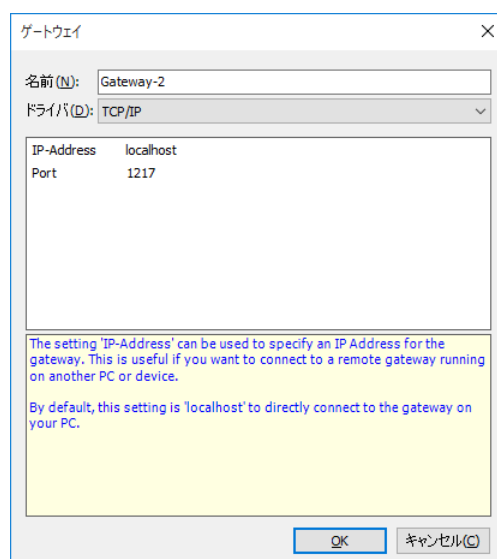 ゲートウェイ
名前(N): Gateway-2
ドライバ(D): TCP/IP
IP-Address localhost
Port 1217
The setting 'IP-Address' can be used to specify an IP Address for the
gateway. This is useful if you want to connect to a remote gateway running
on another PC or device.
By default, this setting is 'localhost' to directly connect to the gateway on
your PC.
OK キャンセル(C)